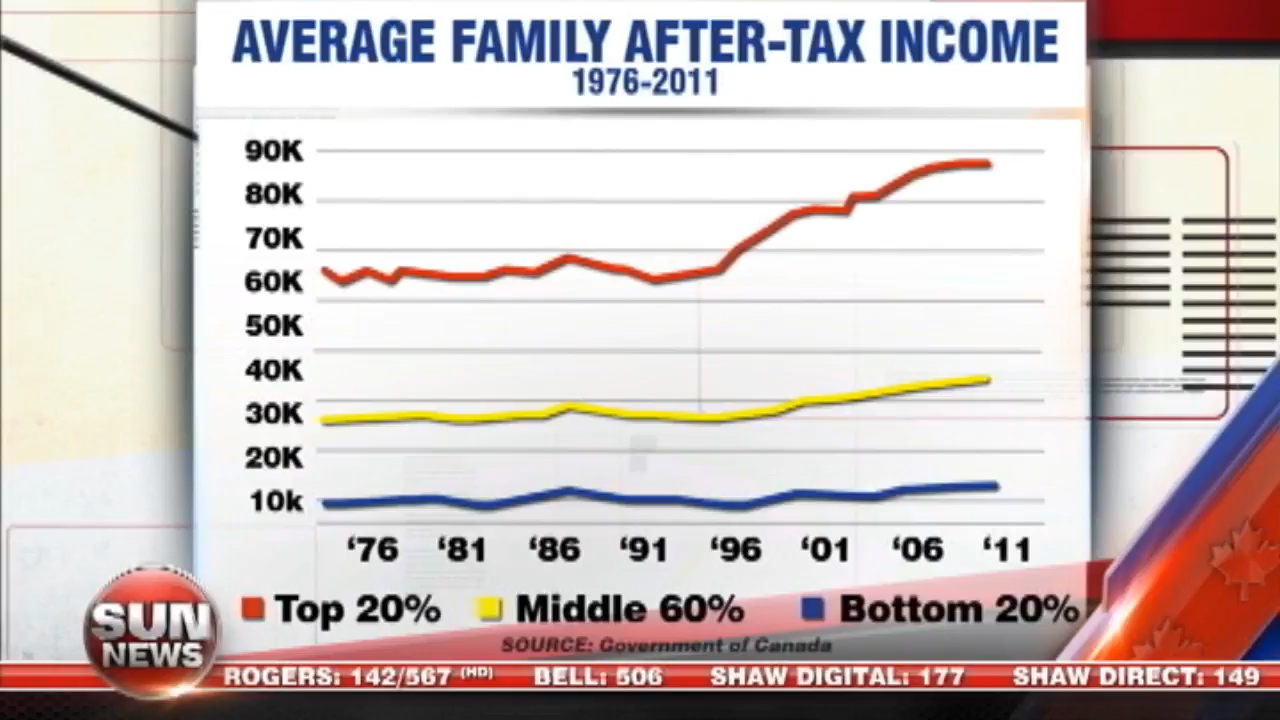 AVERAGE FAMILY AFTER-TAX INCOME
1976-2011
90K
80K
70K
60K
50K
40K
30K
20K
10k
‘76 ‘81 ‘86 ‘91 ‘96 ‘01 ‘06 ‘11
Top 20% Middle 60% Bottom 20%
SOURCE: Government of Canada
SUN
NEWS
ROGERS: 142/567 (HD) BELL: 506 SHAW DIGITAL: 177 SHAW DIRECT: 149